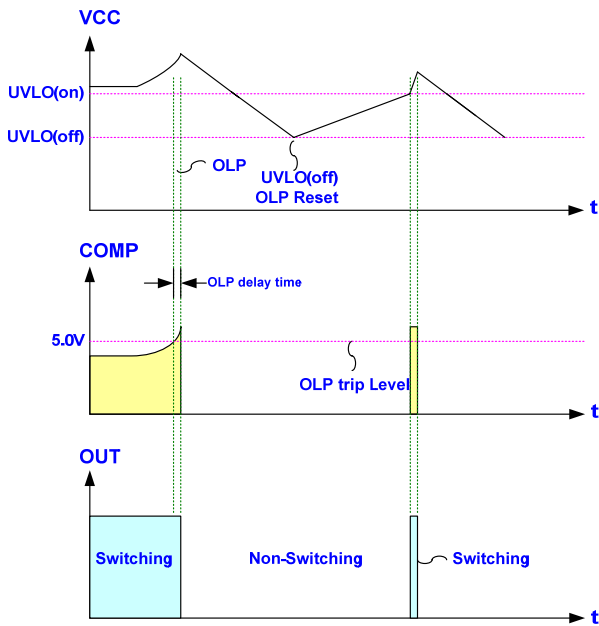 VCC
UVLO(on)
UVLO(off)
OLP
UVLO(off)
OLP Reset
t
COMP
OLP delay time
5.0V
OLP trip Level
t
OUT
Switching
Non-Switching
Switching
t